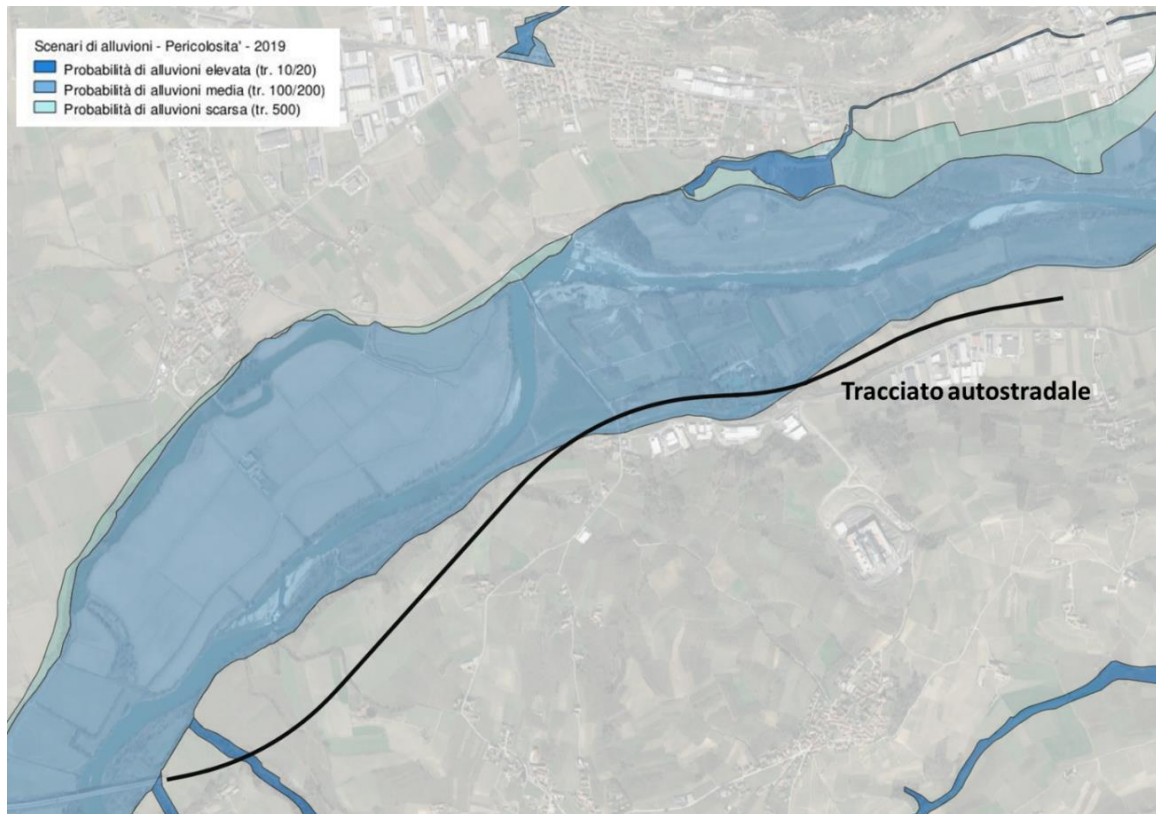 Scenari di alluvioni - Pericolosita' - 2019
Probabilità di alluvioni elevata (tr. 10/20)
Probabilità di alluvioni media (tr. 100/200)
Probabilità di alluvioni scarsa (tr. 500)
Tracciato autostradale